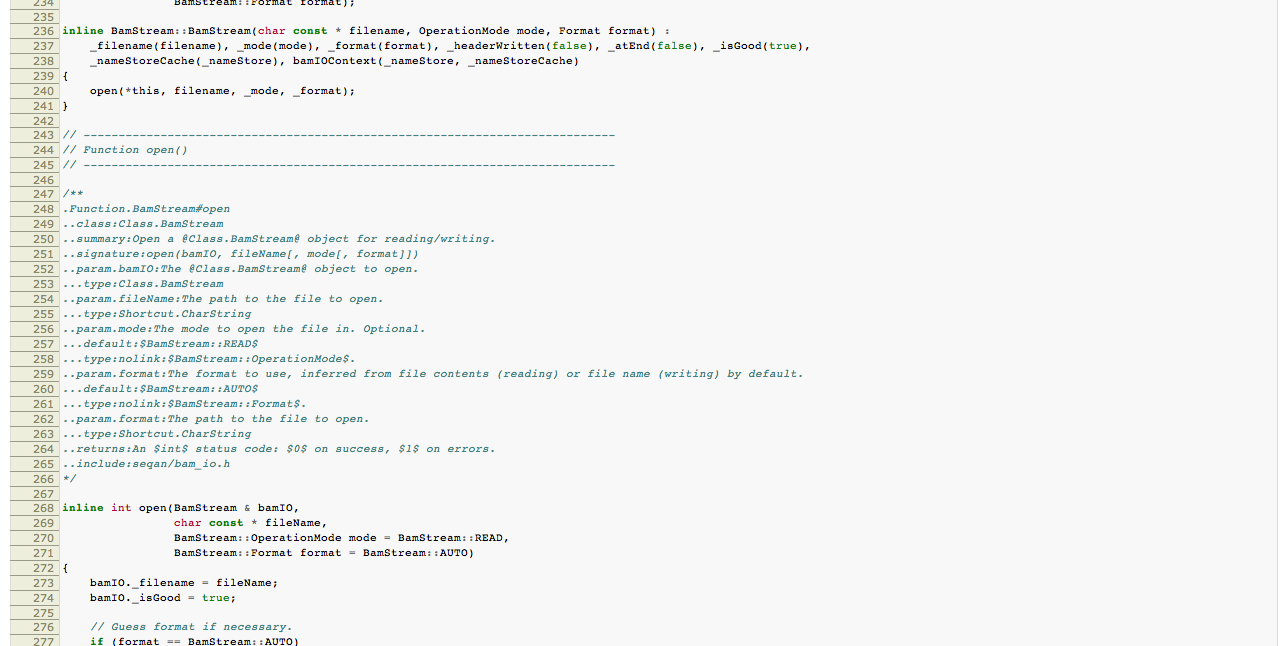 234                 BamStream::Format format);
235
236 inline BamStream::BamStream(char const * filename, OperationMode mode, Format format) :
237     _filename(filename), _mode(mode), _format(format), _headerWritten(false), _atEnd(false), _isGood(true),
238     _nameStoreCache(_nameStore), bamIOContext(_nameStore, _nameStoreCache)
239 {
240     open(*this, filename, _mode, _format);
241 }
242
243 // ----------------------------------------------------------------------------
244 // Function open()
245 // ----------------------------------------------------------------------------
246
247 /**
248 .Function.BamStream#open
249 ..class:Class.BamStream
250 ..summary:Open a @Class.BamStream@ object for reading/writing.
251 ..signature:open(bamIO, fileName[, mode[, format]])
252 ..param.bamIO:The @Class.BamStream@ object to open.
253 ...type:Class.BamStream
254 ..param.fileName:The path to the file to open.
255 ...type:Shortcut.CharString
256 ..param.mode:The mode to open the file in. Optional.
257 ...default:$BamStream::READ$
258 ...type:nolink:$BamStream::OperationMode$.
259 ..param.format:The format to use, inferred from file contents (reading) or file name (writing) by default.
260 ...default:$BamStream::AUTO$
261 ...type:nolink:$BamStream::Format$.
262 ..param.format:The path to the file to open.
263 ...type:Shortcut.CharString
264 ..returns:An $int$ status code: $0$ on success, $1$ on errors.
265 ..include:seqan/bam_io.h
266 */
267
268 inline int open(BamStream & bamIO,
269                 char const * fileName,
270                 BamStream::OperationMode mode = BamStream::READ,
271                 BamStream::Format format = BamStream::AUTO)
272 {
273     bamIO._filename = fileName;
274     bamIO._isGood = true;
275
276     // Guess format if necessary.
277     if (format == BamStream::AUTO)